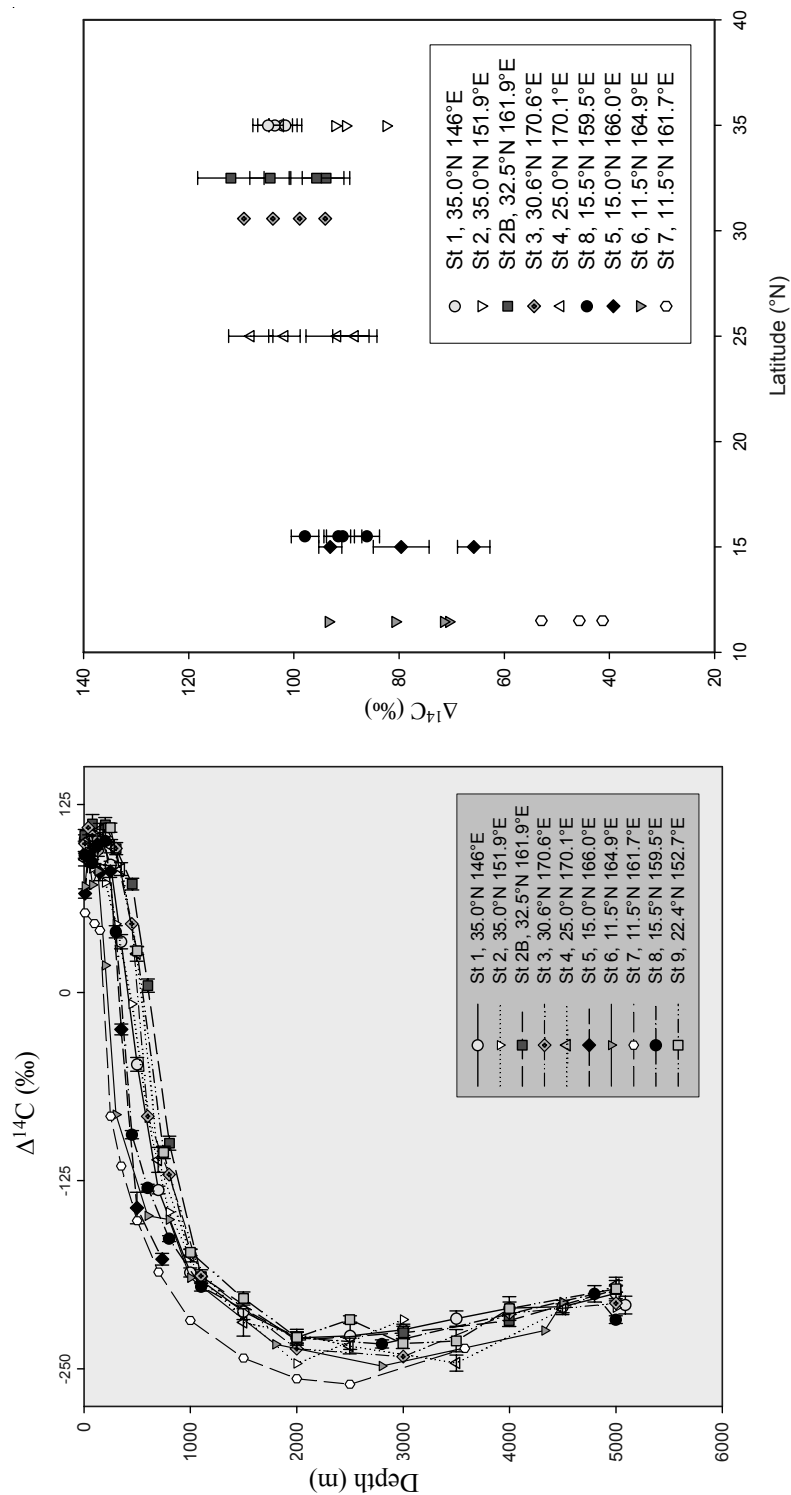 Δ14C (‰)
-250
-125
0
125
0
1000
2000
3000
4000
5000
6000
Depth (m)
St 1, 35.0°N 146°E
St 2, 35.0°N 151.9°E
St 2B, 32.5°N 161.9°E
St 3, 30.6°N 170.6°E
St 4, 25.0°N 170.1°E
St 5, 15.0°N 166.0°E
St 6, 11.5°N 164.9°E
St 7, 11.5°N 161.7°E
St 8, 15.5°N 159.5°E
St 9, 22.4°N 152.7°E
140
120
100
80
60
40
20
Δ14C (‰)
10
15
20
25
30
35
40
Latitude (°N)
St 1, 35.0°N 146°E
St 2, 35.0°N 151.9°E
St 2B, 32.5°N 161.9°E
St 3, 30.6°N 170.6°E
St 4, 25.0°N 170.1°E
St 8, 15.5°N 159.5°E
St 5, 15.0°N 166.0°E
St 6, 11.5°N 164.9°E
St 7, 11.5°N 161.7°E